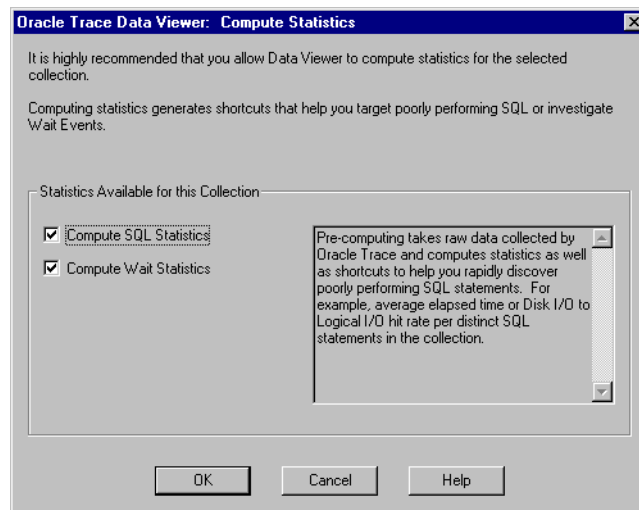 Oracle Trace Data Viewer: Compute Statistics
It is highly recommended that you allow Data Viewer to compute statistics for the selected
collection.
Computing statistics generates shortcuts that help you target poorly performing SQL or investigate
Wait Events.
Statistics Available for this Collection
Compute SQL Statistics
Compute Wait Statistics
Pre-computing takes raw data collected by
Oracle Trace and computes statistics as well
as shortcuts to help you rapidly discover
poorly performing SQL statements. For
example, average elapsed time or Disk I/O to
Logical I/O hit rate per distinct SQL
statements in the collection.
OK Cancel Help